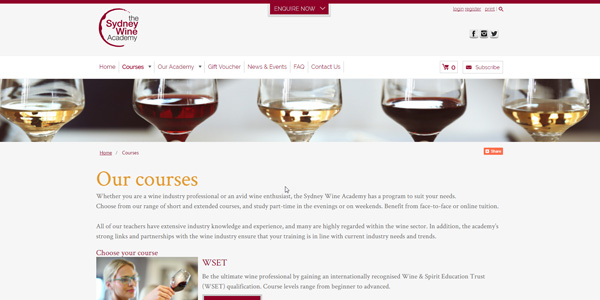 ENQUIRE NOW
login register | print |
the
Sydney
Wine
Academy
Home Courses Our Academy Gift Voucher News & Events FAQ Contact Us
0 Subscribe
Home / Courses
Share
Our courses
Whether you are a wine industry professional or an avid wine enthusiast, the Sydney Wine Academy has a program to suit your needs.
Choose from our range of short and extended courses, and study part-time in the evenings or on weekends. Benefit from face-to-face or online tuition.
All of our teachers have extensive industry knowledge and experience, and many are highly regarded within the wine sector. In addition, the academy's
strong links and partnerships with the wine industry ensure that your training is in line with current industry needs and trends.
Choose your course
WSET
Be the ultimate wine professional by gaining an internationally recognised Wine & Spirit Education Trust
(WSET) qualification. Course levels range from beginner to advanced.